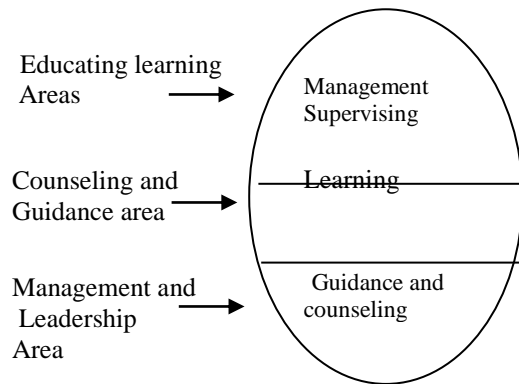 Educating learning
Areas
Management
Supervising
Counseling and
Guidance area
Learning
Management and
Leadership
Area
Guidance and
counseling